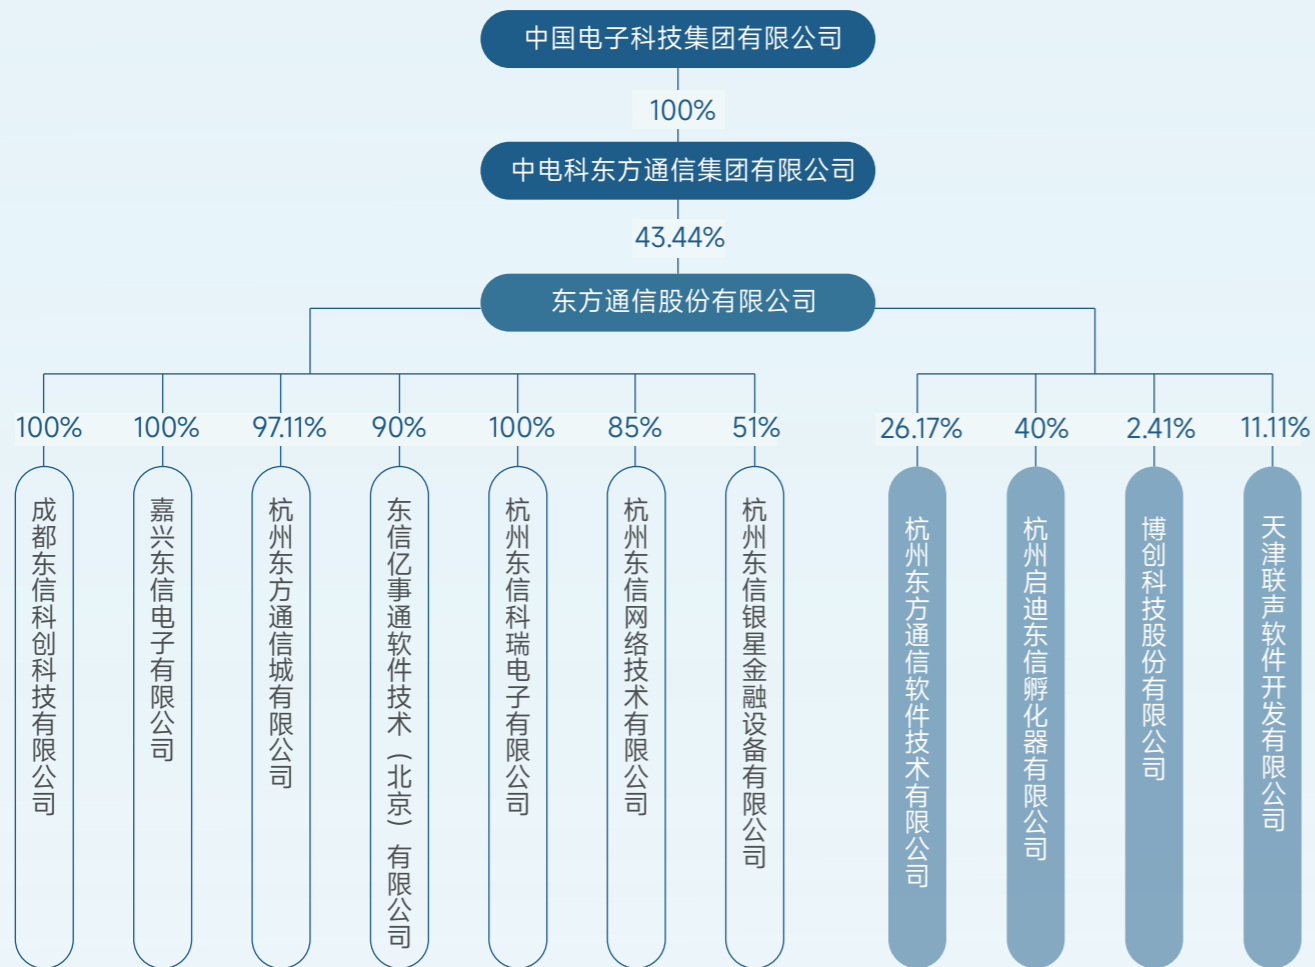 中国电子科技集团有限公司
100%
中电科东方通信集团有限公司
43.44%
东方通信股份有限公司
100%
100%
97.11%
90%
100%
85%
51%
26.17%
40%
2.41%
11.11%
成都东信科创科技有限公司
嘉兴东信电子有限公司
杭州东方通信城有限公司
东信亿事通软件技术（北京）有限公司
杭州东信科瑞电子有限公司
杭州东信网络技术有限公司
杭州东信银星金融设备有限公司
杭州东方通信软件技术有限公司
杭州启迪东信孵化器有限公司
博创科技股份有限公司
天津联声软件开发有限公司